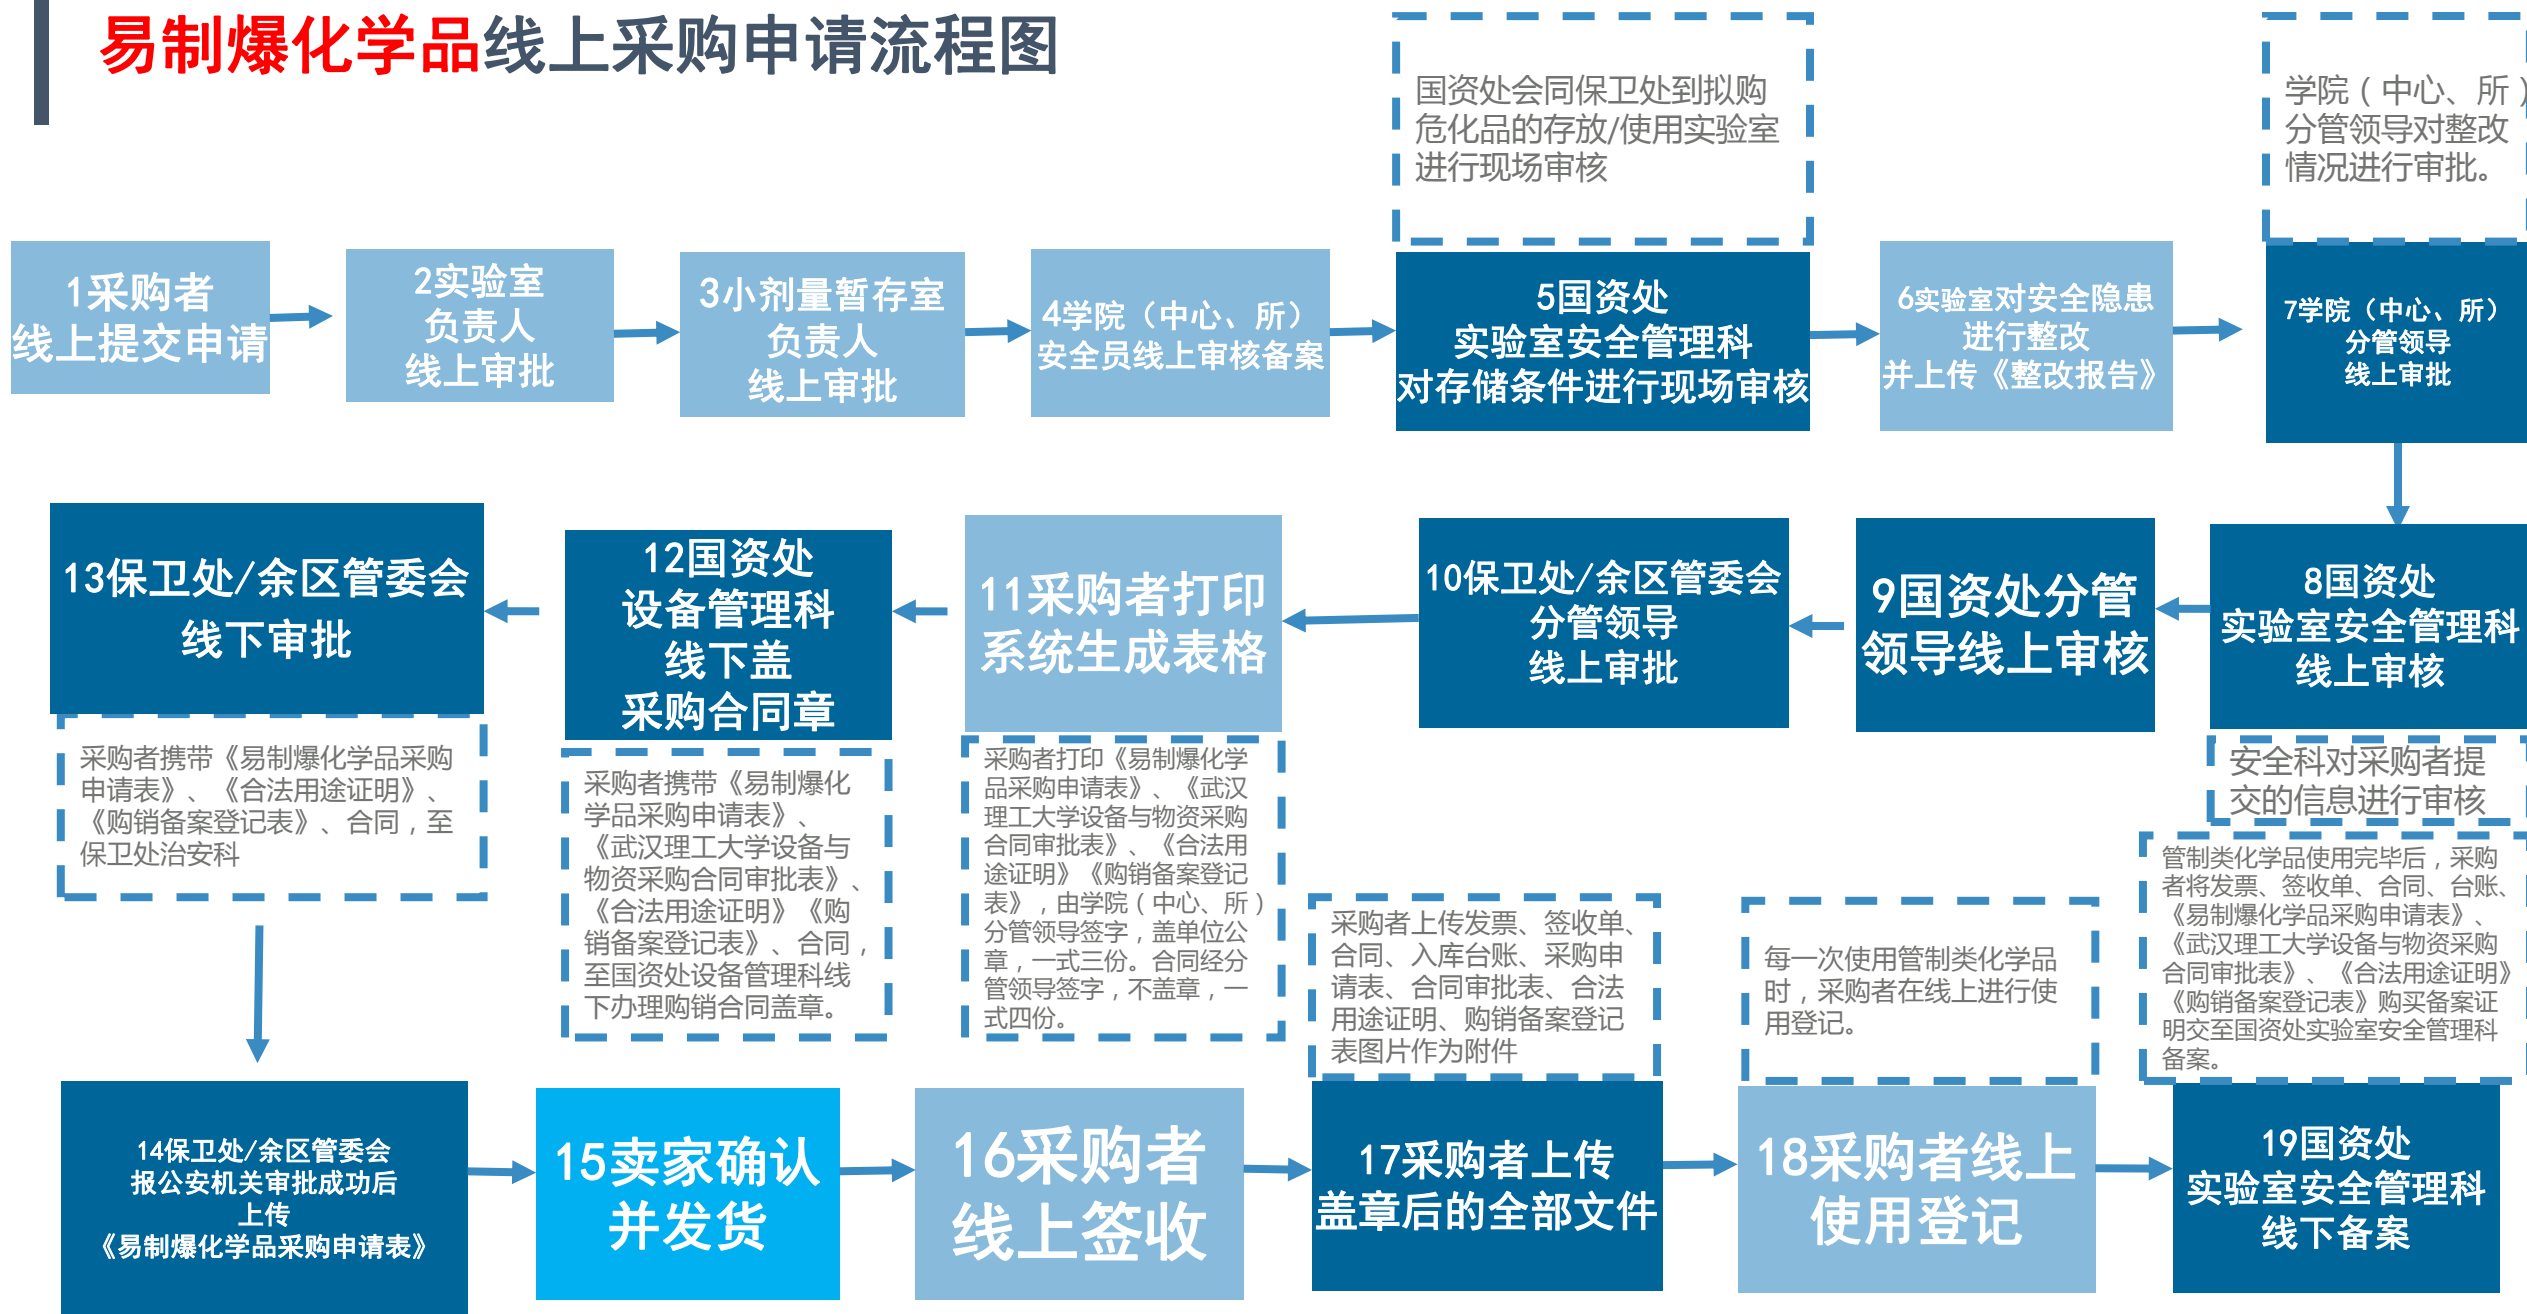 易制爆化学品线上采购申请流程图
国资处会同保卫处到拟购
危化品的存放/使用实验室
进行现场审核
学院（中心、所）
分管领导对整改
情况进行审批。
1采购者
线上提交申请
2实验室
负责人
线上审批
3小剂量暂存室
负责人
线上审批
4学院（中心、所）
安全员线上审核备案
5国资处
实验室安全管理科
对存储条件进行现场审核
6实验室对安全隐患
进行整改
并上传《整改报告》
7学院（中心、所）
分管领导
线上审批
8国资处
实验室安全管理科
线上审核
安全科对采购者提
交的信息进行审核
9国资处分管
领导线上审核
10保卫处/余区管委会
分管领导
线上审批
11采购者打印
系统生成表格
采购者打印《易制爆化学
品采购申请表》、《武汉
理工大学设备与物资采购
合同审批表》、《合法用
途证明》《购销备案登记
表》，由学院（中心、所）
分管领导签字，盖单位公
章，一式三份。合同经分
管领导签字，不盖章，一
式四份。
12国资处
设备管理科
线下盖
采购合同章
采购者携带《易制爆化
学品采购申请表》、
《武汉理工大学设备与
物资采购合同审批表》、
《合法用途证明》《购
销备案登记表》、合同，
至国资处设备管理科线
下办理购销合同盖章。
13保卫处/余区管委会
线下审批
采购者携带《易制爆化学品采购
申请表》、《合法用途证明》、
《购销备案登记表》、合同，至
保卫处治安科
14保卫处/余区管委会
报公安机关审批成功后
上传
《易制爆化学品采购申请表》
15卖家确认
并发货
16采购者
线上签收
采购者上传发票、签收单、
合同、入库台账、采购申
请表、合同审批表、合法
用途证明、购销备案登记
表图片作为附件
17采购者上传
盖章后的全部文件
每一次使用管制类化学品
时，采购者在线上进行使
用登记。
18采购者线上
使用登记
管制类化学品使用完毕后，采购
者将发票、签收单、合同、台账、
《易制爆化学品采购申请表》、
《武汉理工大学设备与物资采购
合同审批表》、《合法用途证明》
《购销备案登记表》购买备案证
明交至国资处实验室安全管理科
备案。
19国资处
实验室安全管理科
线下备案